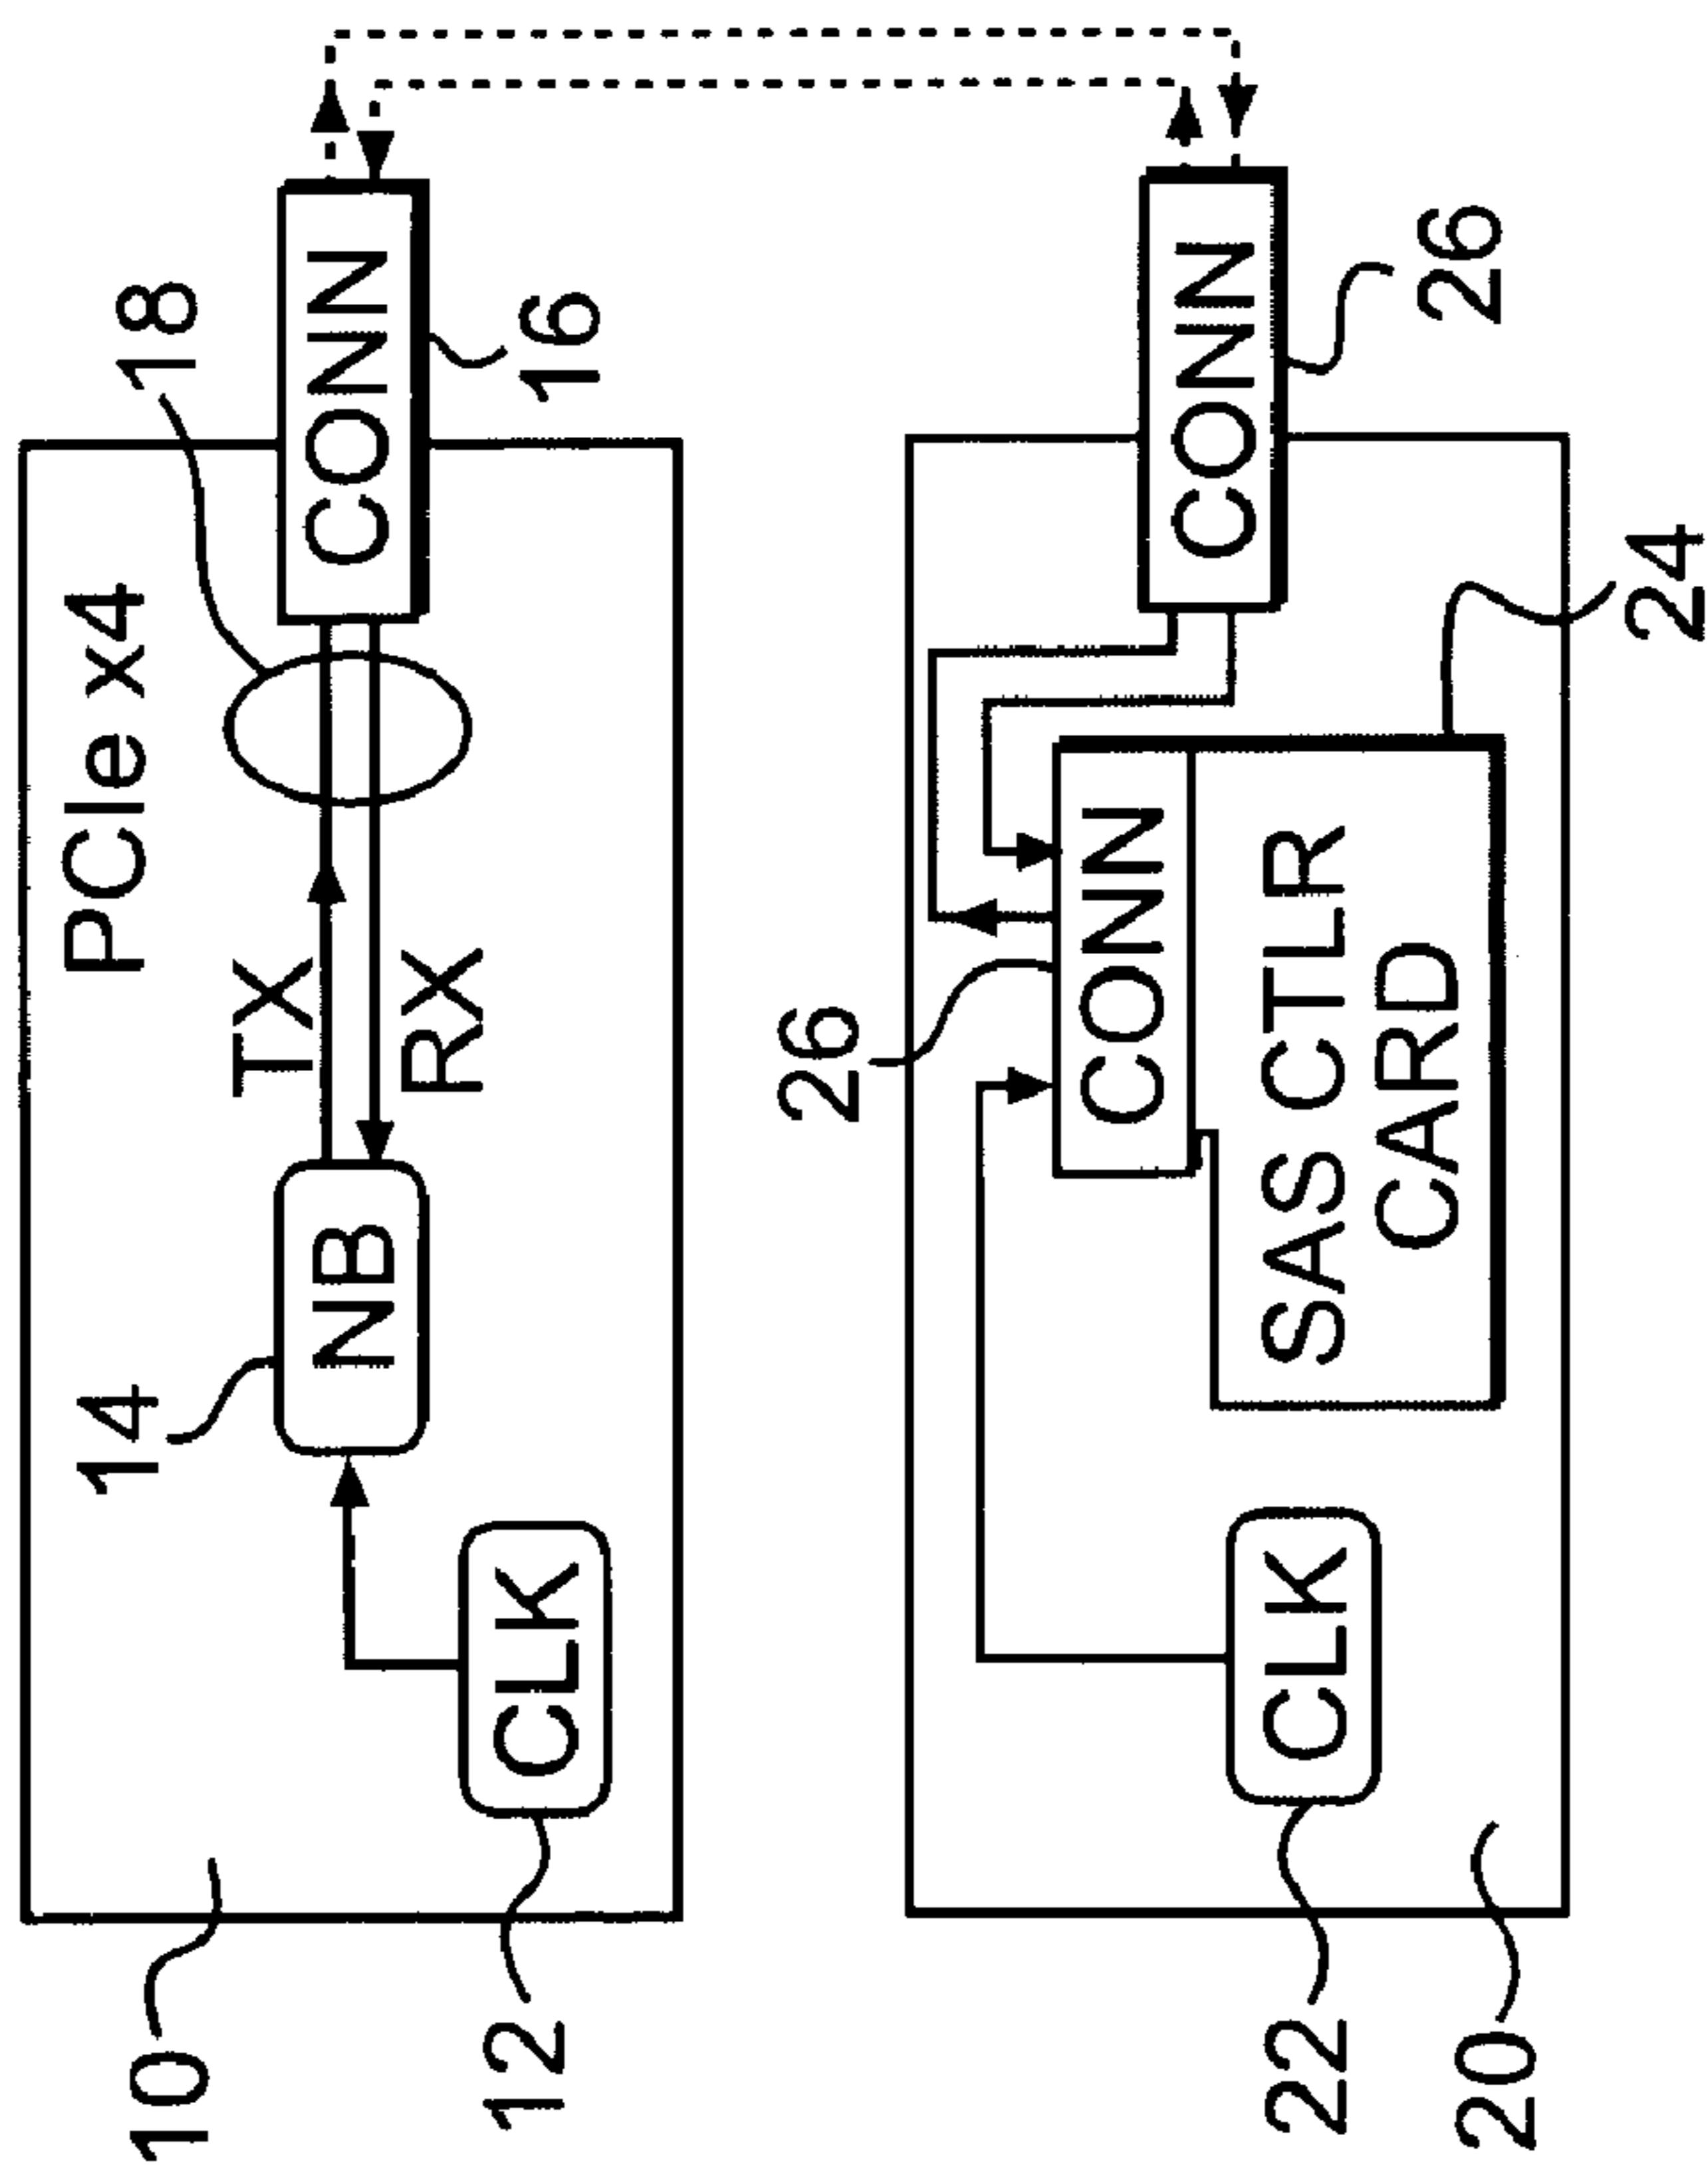 10
PCIe x4
18
14
TX
NB
CONN
RX
12
CLK
16
26
CONN
CONN
22
CLK
SAS CTLR
CARD
26
20
24